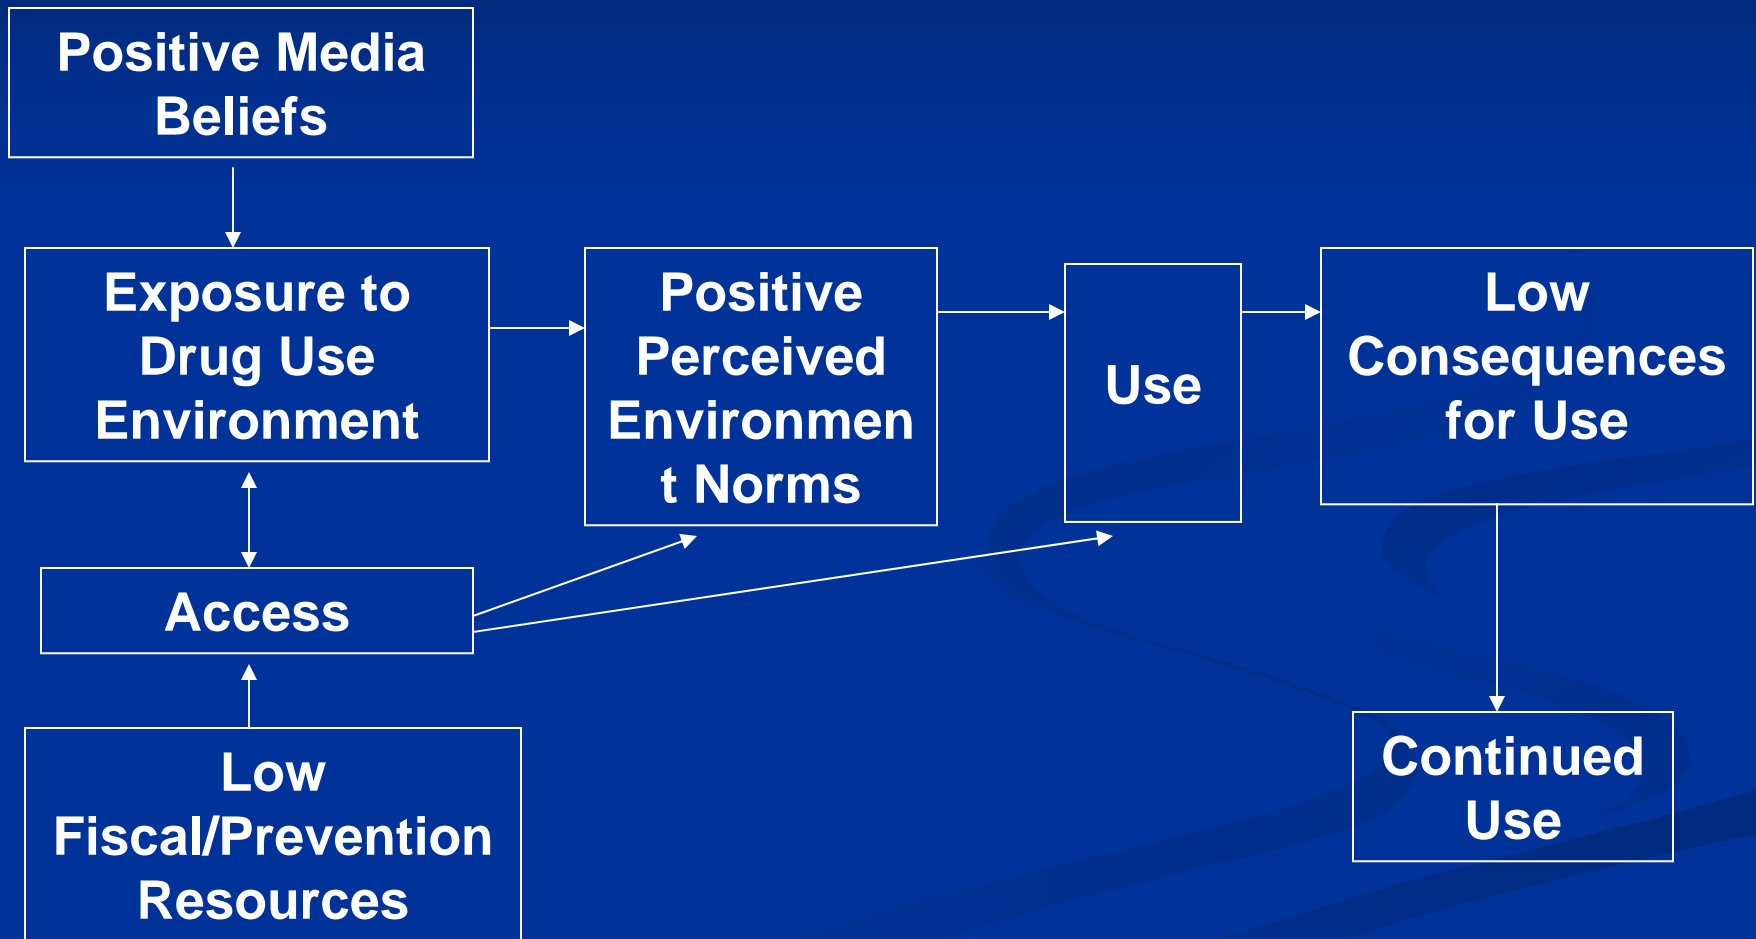 Positive Media
Beliefs
Exposure to
Drug Use
Environment
Positive
Perceived
Environmen
t Norms
Use
Low
Consequences
for Use
Access
Low
Fiscal/Prevention
Resources
Continued
Use